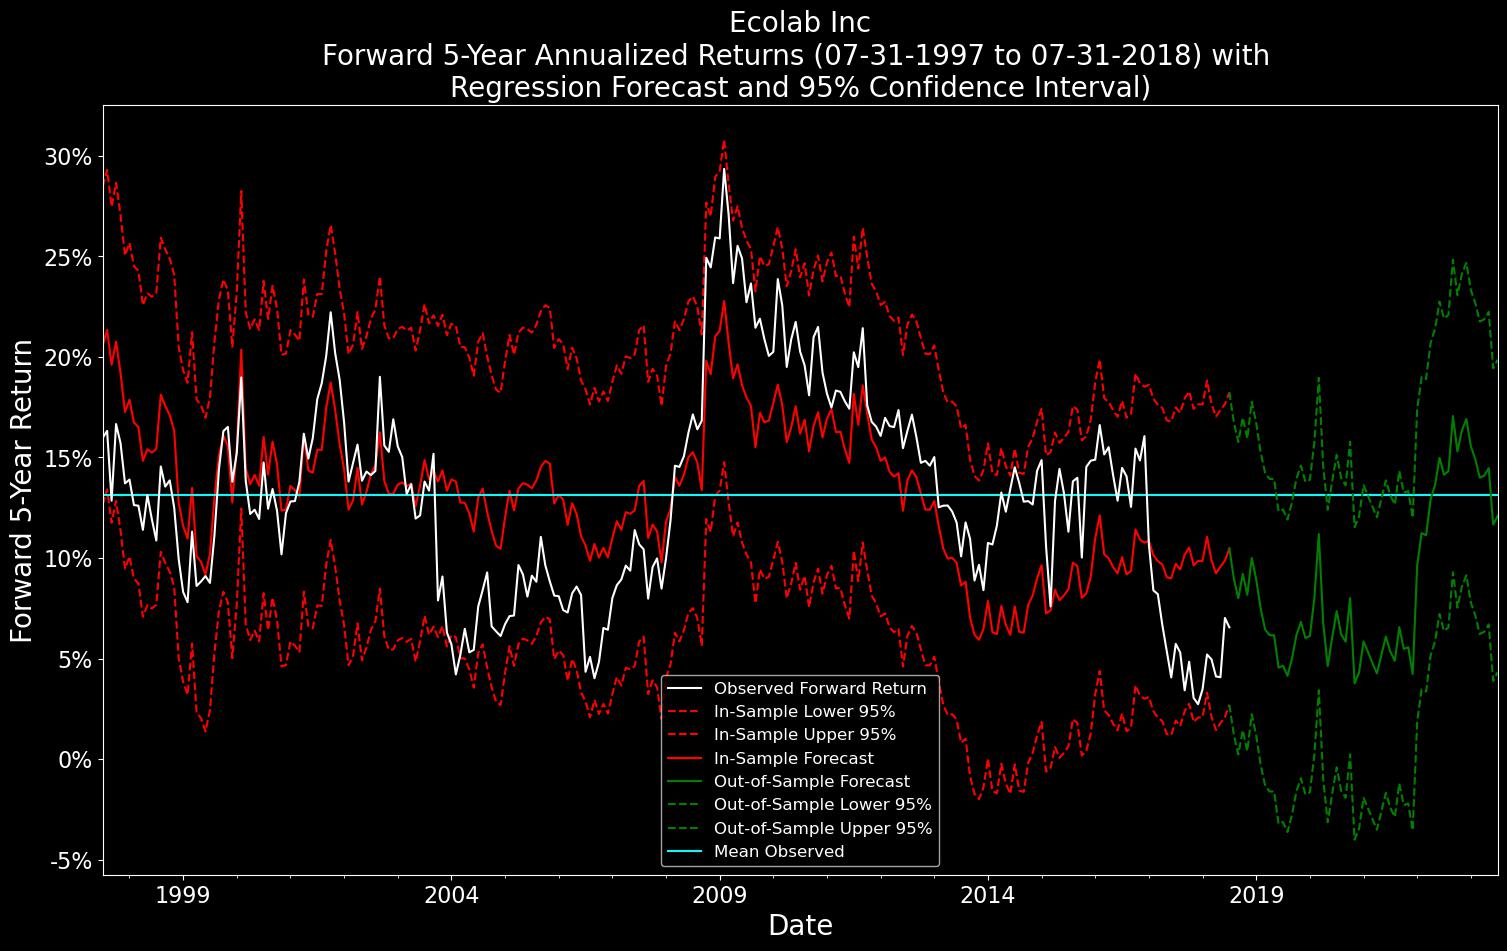 Ecolab Inc
Forward 5-Year Annualized Returns (07-31-1997 to 07-31-2018) with
Regression Forecast and 95% Confidence Interval)
Forward 5-Year Return
30%
25%
20%
15%
10%
5%
0%
-5%
Observed Forward Return
In-Sample Lower 95%
In-Sample Upper 95%
In-Sample Forecast
Out-of-Sample Forecast
Out-of-Sample Lower 95%
Out-of-Sample Upper 95%
Mean Observed
1999 2004 2009 2014 2019
Date